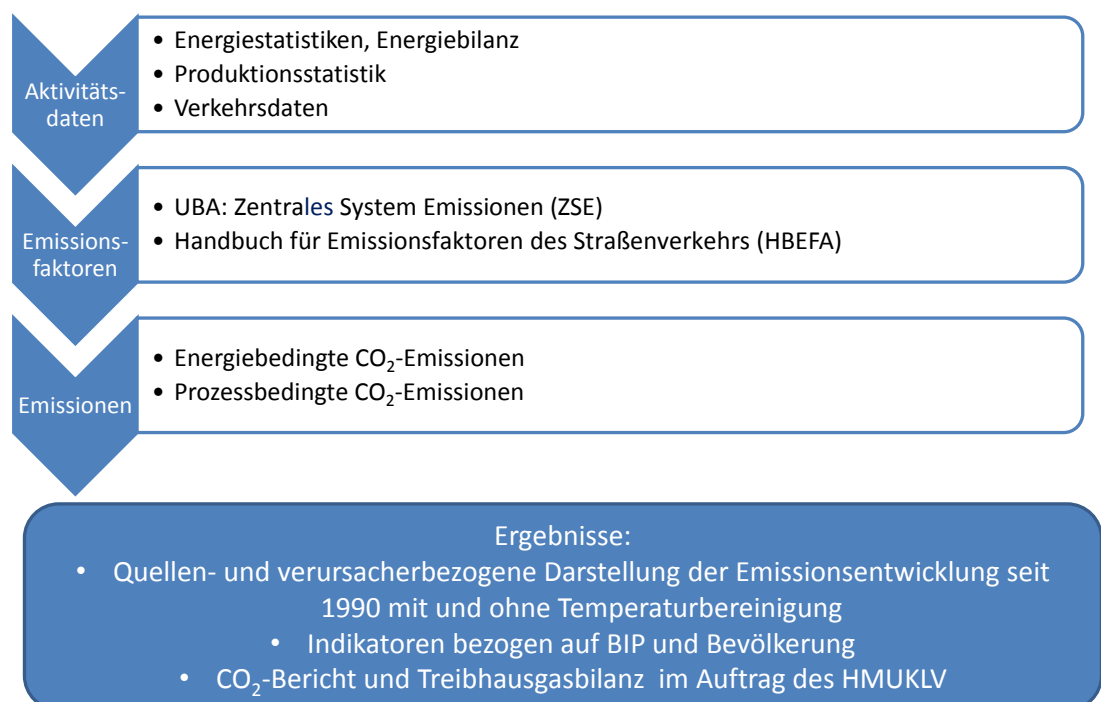 Aktivitäts-
daten
• Energiestatistiken, Energiebilanz
• Produktionsstatistik
• Verkehrsdaten
Emissions-
faktoren
• UBA: Zentrales System Emissionen (ZSE)
• Handbuch für Emissionsfaktoren des Straßenverkehrs (HBEFA)
Emissionen
• Energiebedingte CO₂-Emissionen
• Prozessbedingte CO₂-Emissionen
Ergebnisse:
• Quellen- und verursacherbezogene Darstellung der Emissionsentwicklung seit
1990 mit und ohne Temperaturbereinigung
• Indikatoren bezogen auf BIP und Bevölkerung
• CO₂-Bericht und Treibhausgasbilanz im Auftrag des HMUKLV